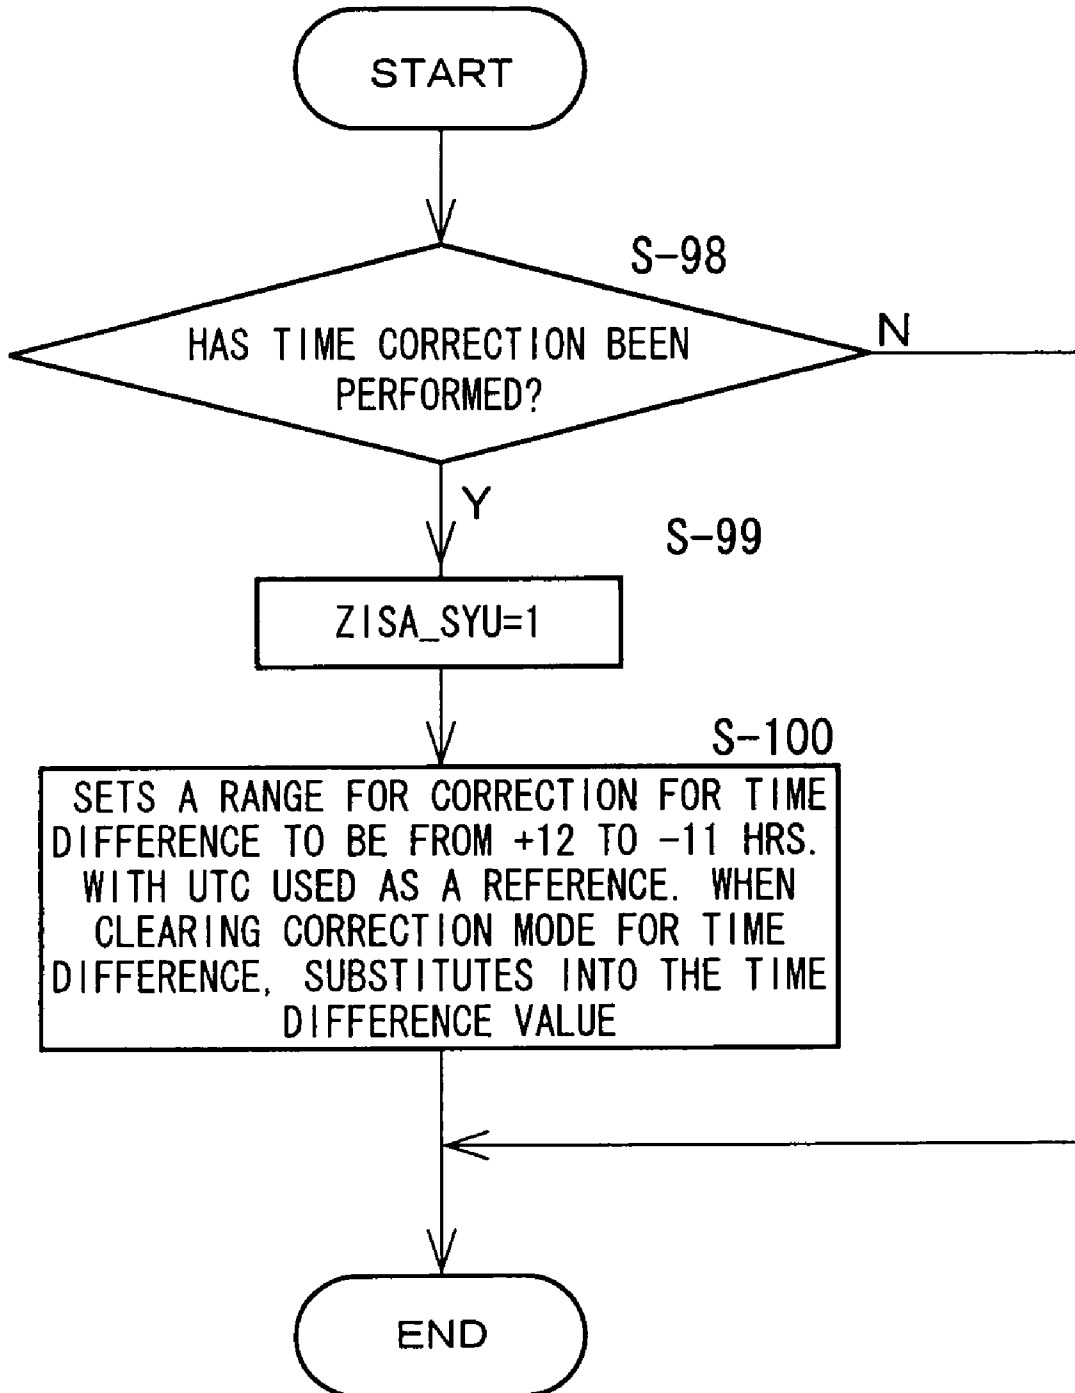 START
S-98
HAS TIME CORRECTION BEEN
PERFORMED?
N
Y
S-99
ZISA_SYU=1
S-100
SETS A RANGE FOR CORRECTION FOR TIME
DIFFERENCE TO BE FROM +12 TO -11 HRS.
WITH UTC USED AS A REFERENCE. WHEN
CLEARING CORRECTION MODE FOR TIME
DIFFERENCE, SUBSTITUTES INTO THE TIME
DIFFERENCE VALUE
END